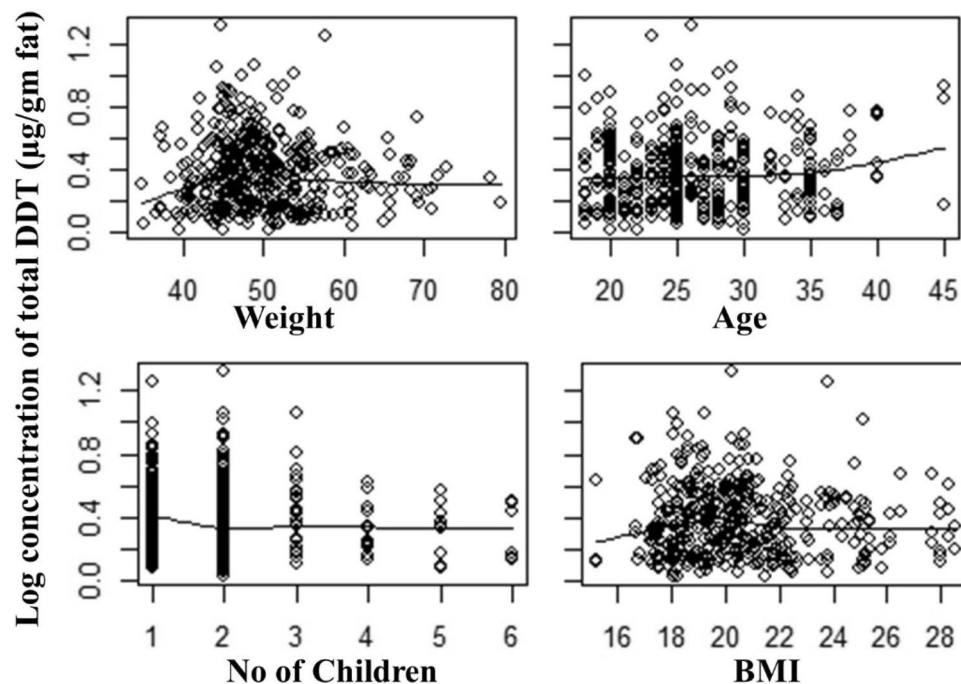 Log concentration of total DDT (µg/gm fat)
0.0 0.4 0.8 1.2
40 50 60 70 80
Weight
20 25 30 35 40 45
Age
0.0 0.4 0.8 1.2
1 2 3 4 5 6
No of Children
16 18 20 22 24 26 28
BMI